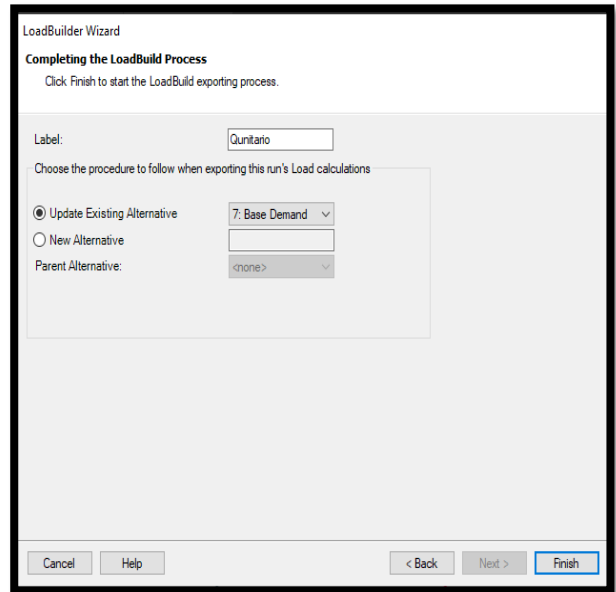 LoadBuilder Wizard
Completing the LoadBuild Process
Click Finish to start the LoadBuild exporting process.
Label: Qunitario
Choose the procedure to follow when exporting this run's Load calculations
Update Existing Alternative 7: Base Demand
New Alternative
Parent Alternative: <none>
Cancel Help < Back Next > Finish